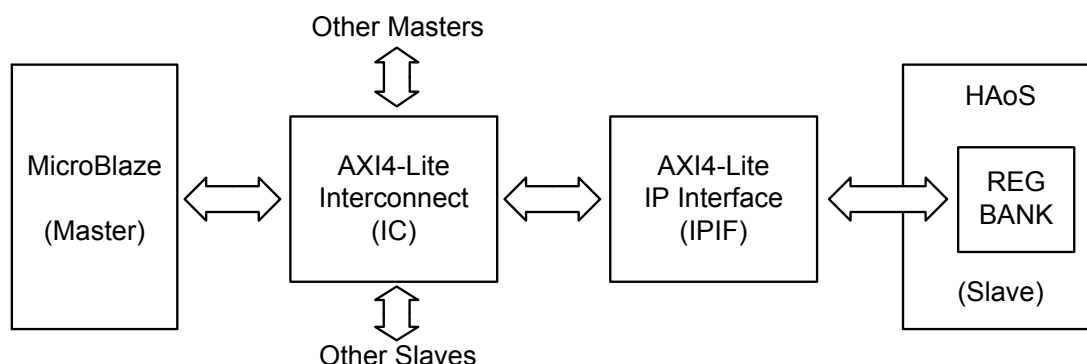 Other Masters
MicroBlaze
(Master)
AXI4-Lite
Interconnect
(IC)
AXI4-Lite
IP Interface
(IPIF)
HAoS
REG
BANK
(Slave)
Other Slaves